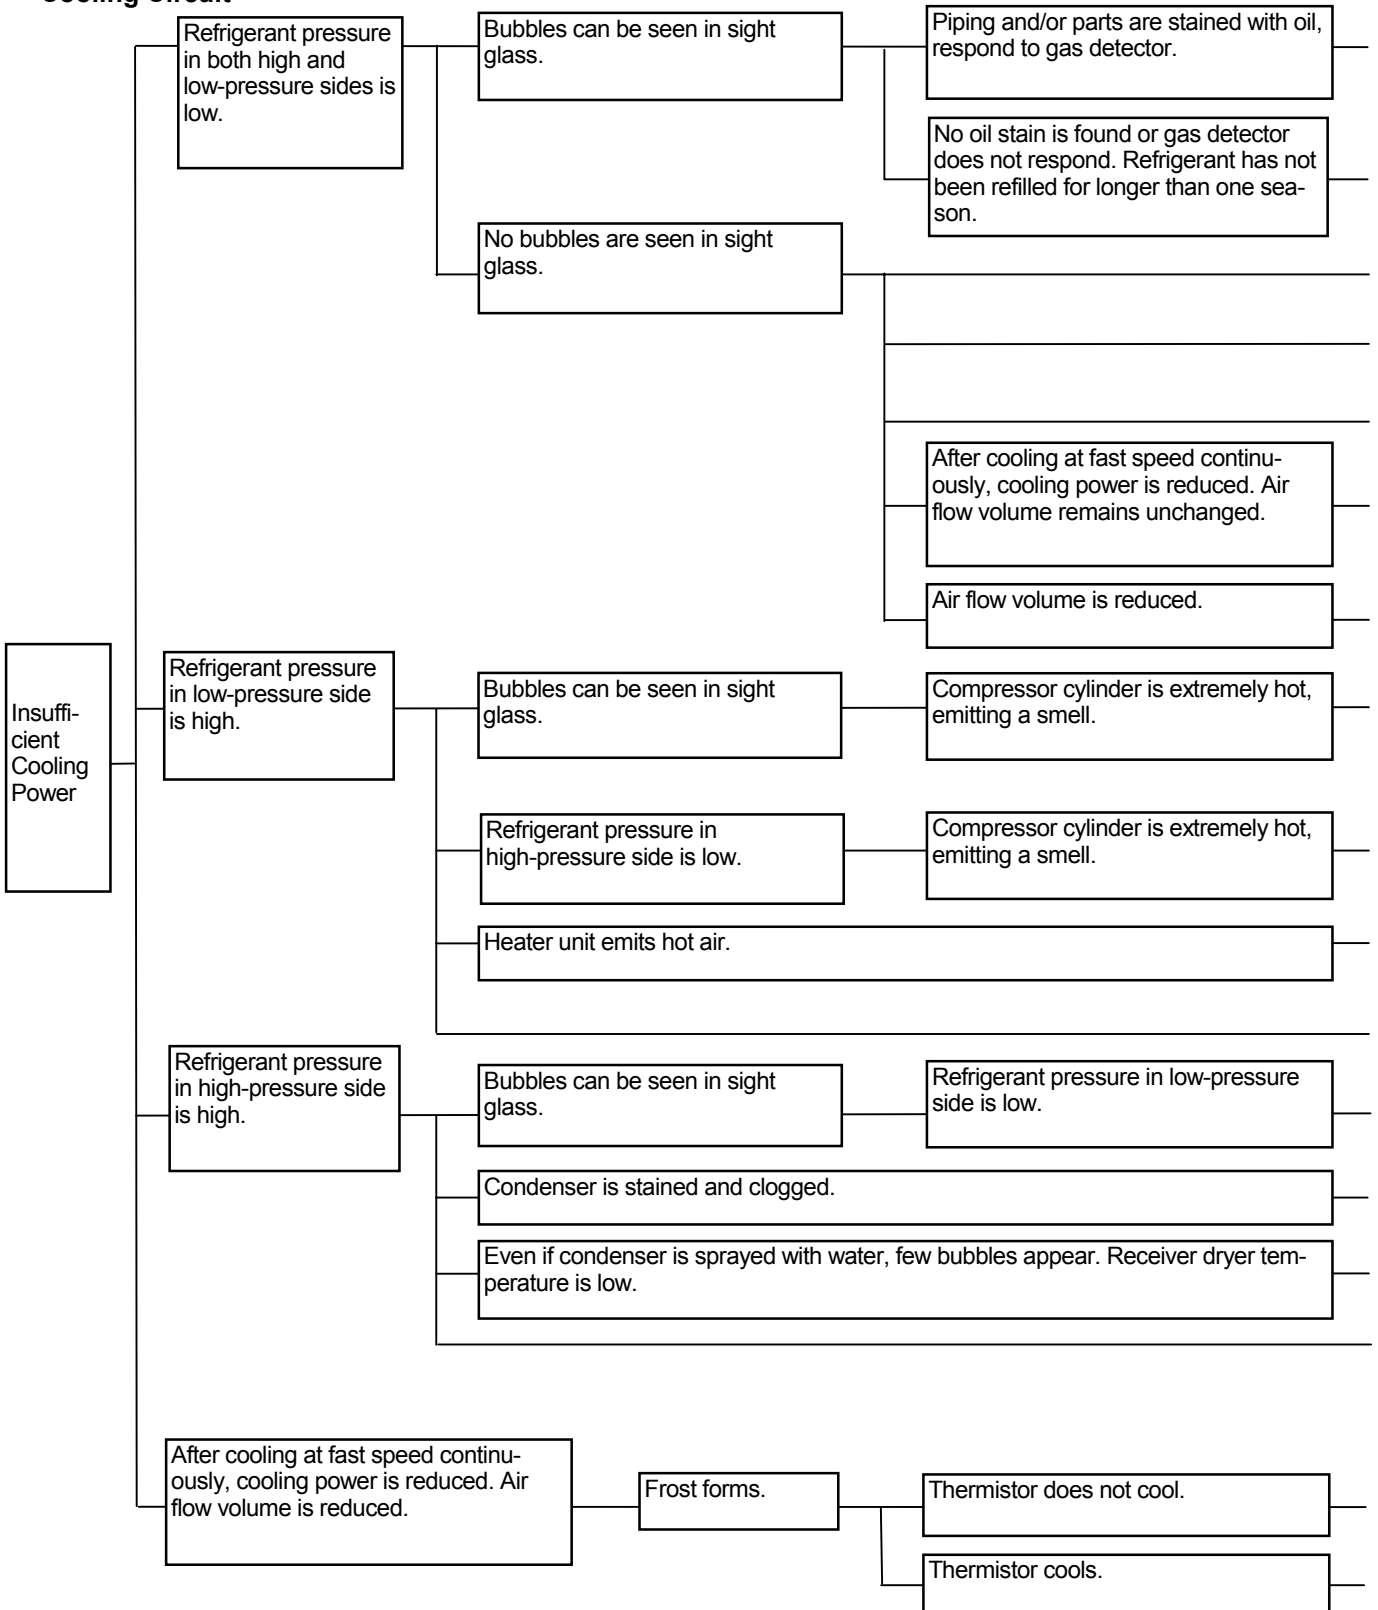 Cooling Circuit
Refrigerant pressure
in both high and
low-pressure sides is
low.
Bubbles can be seen in sight
glass.
Piping and/or parts are stained with oil,
respond to gas detector.
No oil stain is found or gas detector
does not respond. Refrigerant has not
been refilled for longer than one sea-
son.
No bubbles are seen in sight
glass.
After cooling at fast speed continu-
ously, cooling power is reduced. Air
flow volume remains unchanged.
Air flow volume is reduced.
Insuffi-
cient
Cooling
Power
Refrigerant pressure
in low-pressure side
is high.
Bubbles can be seen in sight
glass.
Compressor cylinder is extremely hot,
emitting a smell.
Refrigerant pressure in
high-pressure side is low.
Compressor cylinder is extremely hot,
emitting a smell.
Heater unit emits hot air.
Refrigerant pressure
in high-pressure side
is high.
Bubbles can be seen in sight
glass.
Refrigerant pressure in low-pressure
side is low.
Condenser is stained and clogged.
Even if condenser is sprayed with water, few bubbles appear. Receiver dryer tem-
perature is low.
After cooling at fast speed continu-
ously, cooling power is reduced. Air
flow volume is reduced.
Frost forms.
Thermistor does not cool.
Thermistor cools.